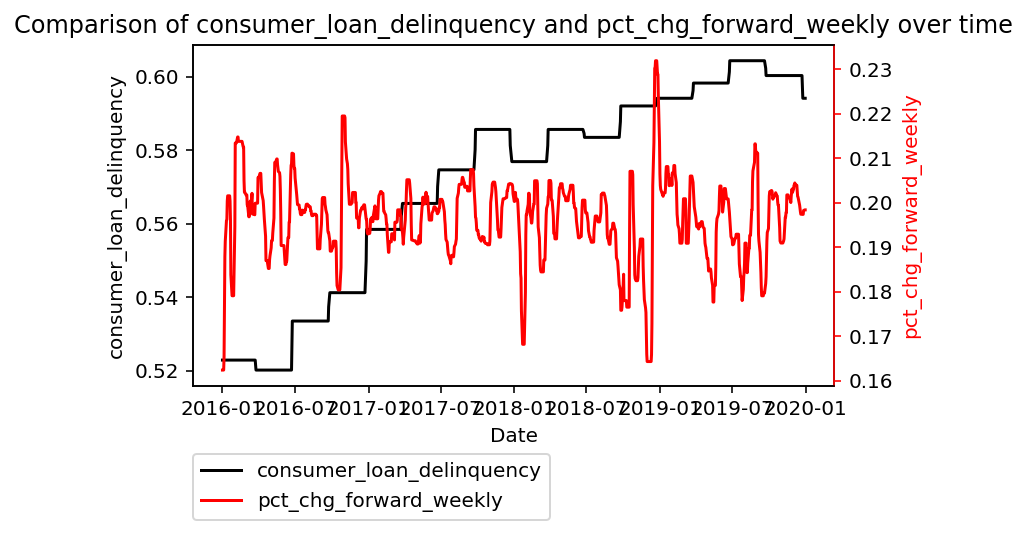 Comparison of consumer_loan_delinquency and pct_chg_forward_weekly over time
consumer_loan_delinquency
0.60
0.58
0.56
0.54
0.52
0.23
0.22
0.21
0.20
0.19
0.18
0.17
0.16
pct_chg_forward_weekly
2016-01 2016-07 2017-01 2017-07 2018-01 2018-07 2019-01 2019-07 2020-01
Date
consumer_loan_delinquency
pct_chg_forward_weekly